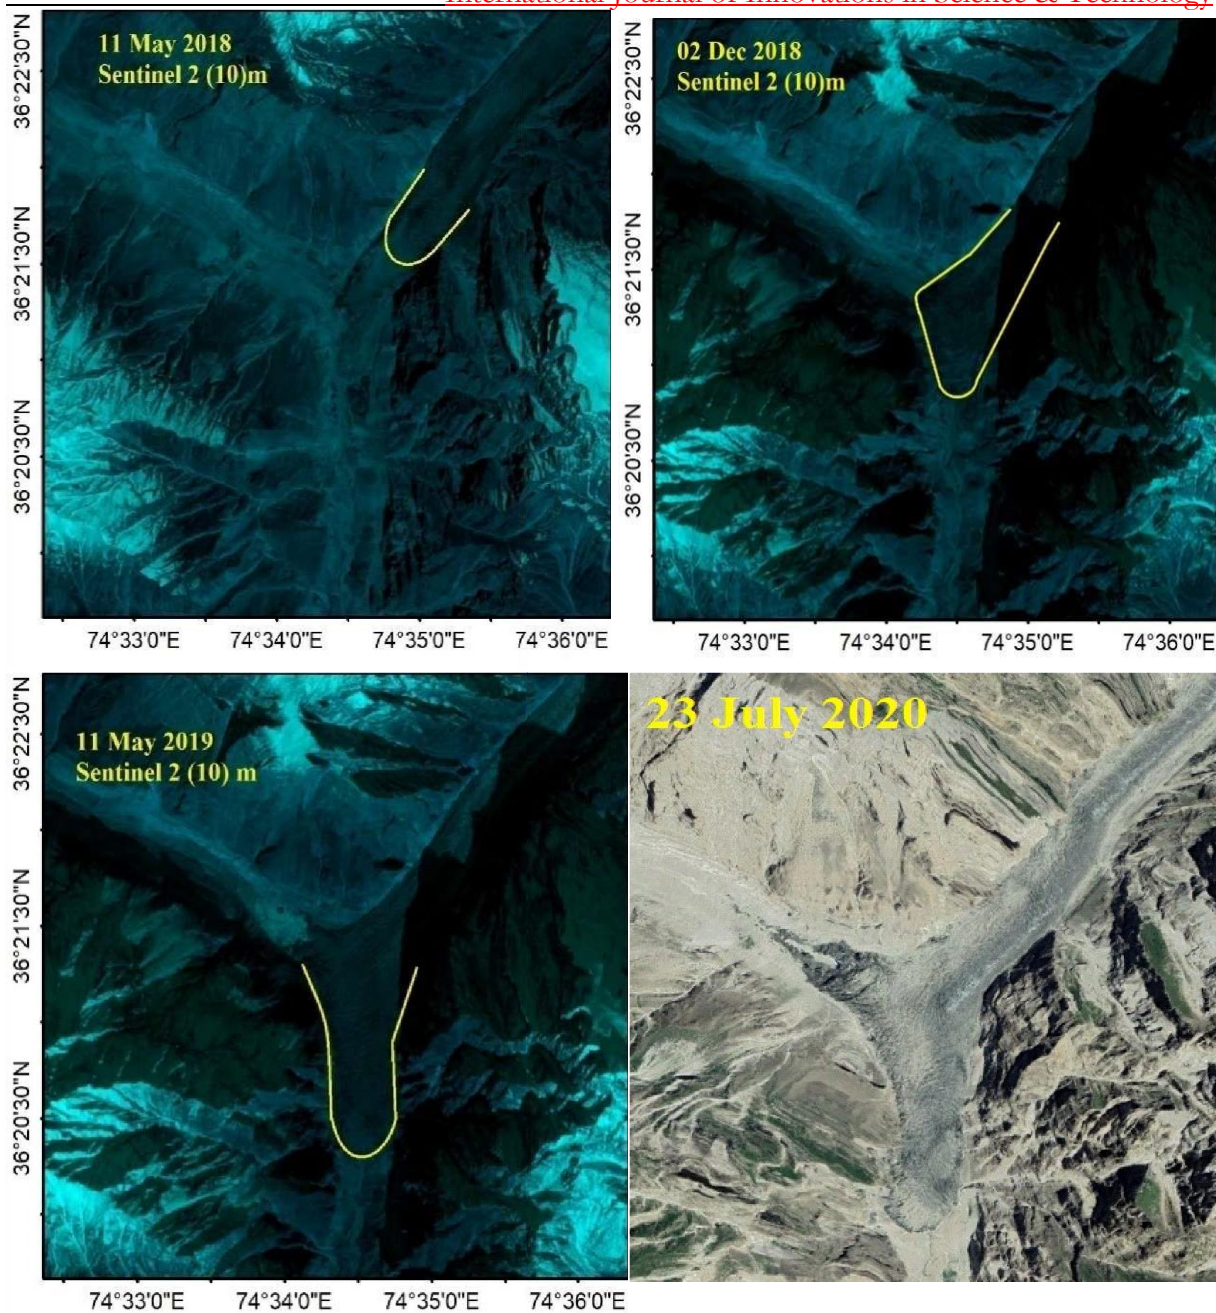 International Journal of Innovations in Science & Technology
11 May 2018
Sentinel 2 (10)m
36°22'30"N
36°21'30"N
36°20'30"N
74°33'0"E 74°34'0"E 74°35'0"E 74°36'0"E
02 Dec 2018
Sentinel 2 (10)m
36°22'30"N
36°21'30"N
36°20'30"N
74°33'0"E 74°34'0"E 74°35'0"E 74°36'0"E
11 May 2019
Sentinel 2 (10) m
36°22'30"N
36°21'30"N
36°20'30"N
74°33'0"E 74°34'0"E 74°35'0"E 74°36'0"E
23 July 2020